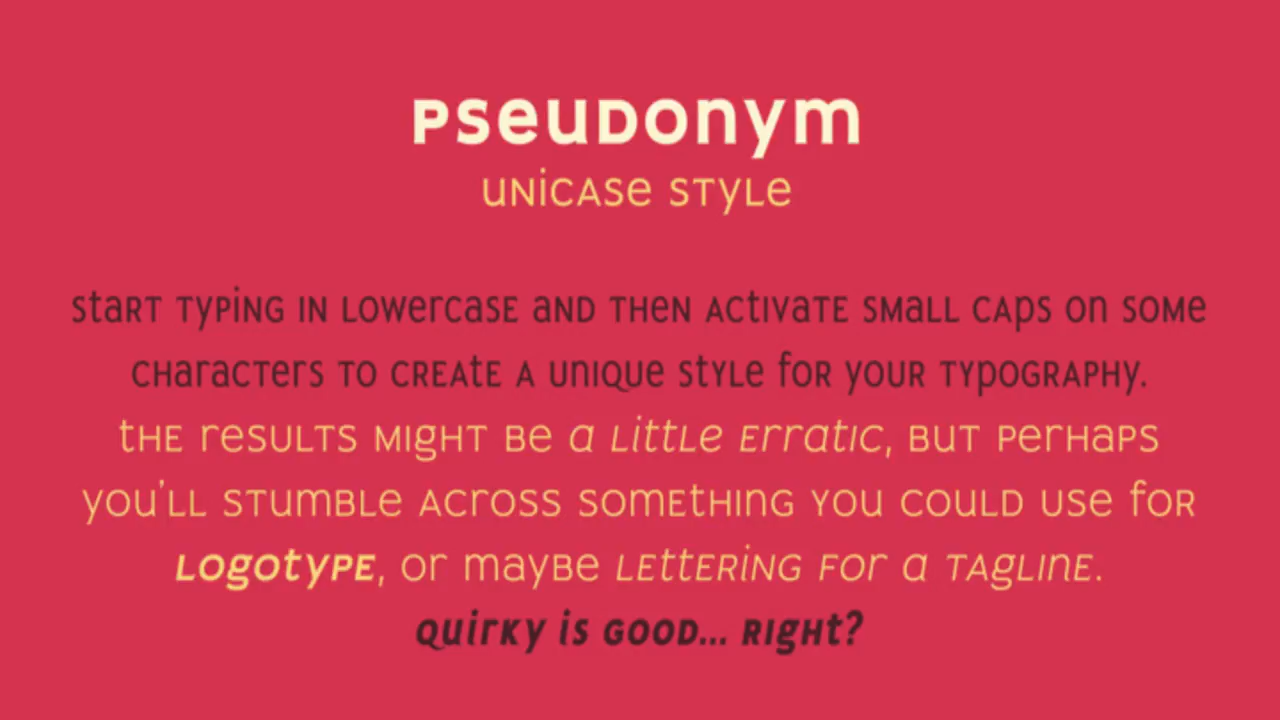 PseuDonym
uNicAse sTyLe
staRT TyPiNG IN LowercasE aND THeN ActivaTE sMaLL CAps on soME
cHaracTers TO CREAtE A unIQUe styLe foR yoUR TYpoGRAPHY.
tHE resULTS MIgHT Be a LittLe ErratIC, BuT PerHaPS
you'LL STumBLe ACross somEtHINg YOU couLD USe foR
LogotyPE, or mayBe LEttERiNG FOr a TAgLInE.
QuirKy is GOOD... RIgHt?